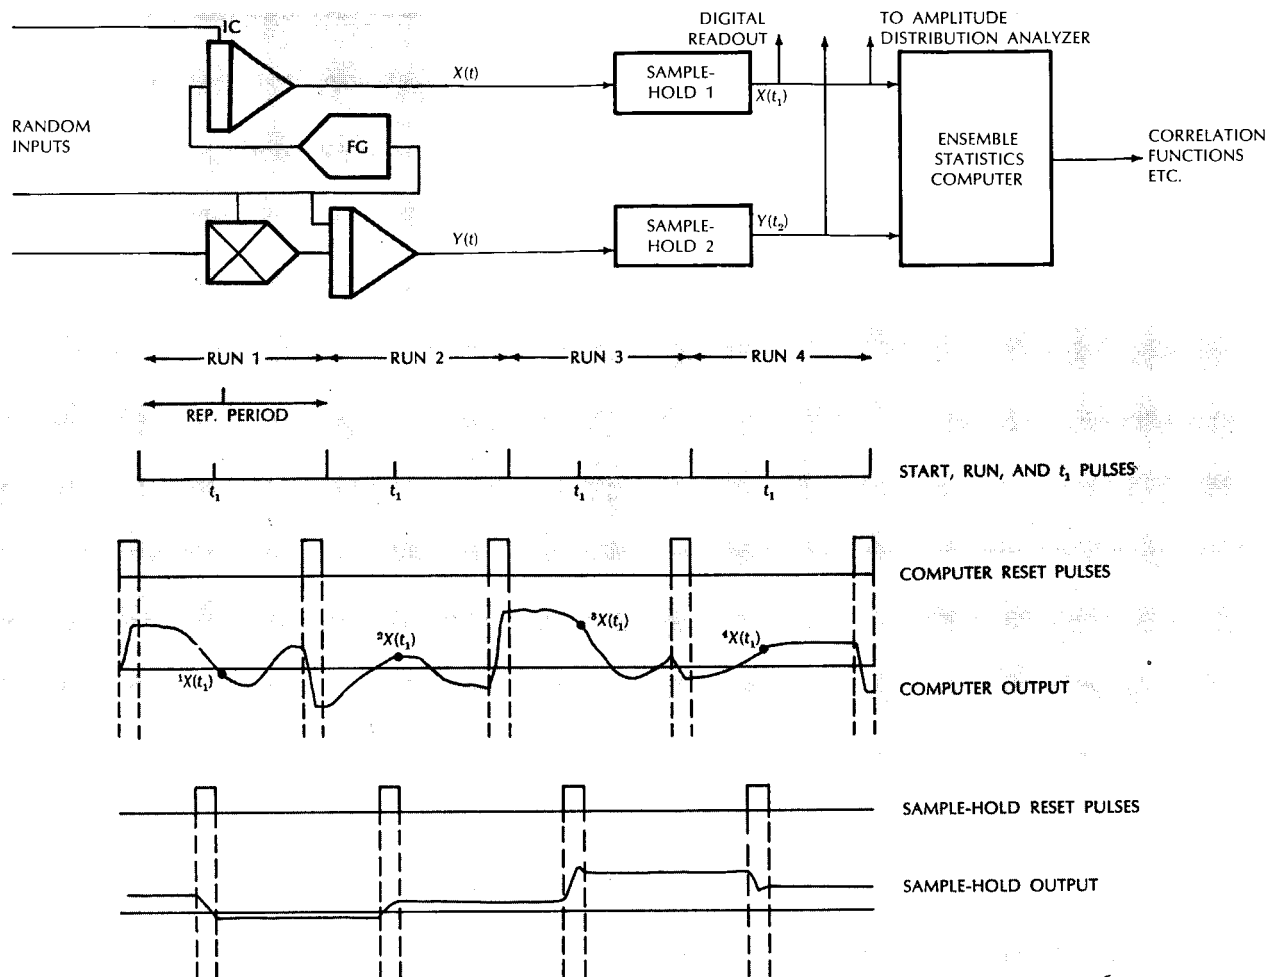 IC
DIGITAL
READOUT
TO AMPLITUDE
DISTRIBUTION ANALYZER
X(t)
SAMPLE-
HOLD 1
X(t₁)
RANDOM
INPUTS
FG
ENSEMBLE
STATISTICS
COMPUTER
CORRELATION
FUNCTIONS
ETC.
Y(t)
SAMPLE-
HOLD 2
Y(t₂)
RUN 1
RUN 2
RUN 3
RUN 4
REP. PERIOD
START, RUN, AND t₁ PULSES
t₁
t₁
t₁
t₁
COMPUTER RESET PULSES
¹X(t₁)
²X(t₁)
³X(t₁)
⁴X(t₁)
COMPUTER OUTPUT
SAMPLE-HOLD RESET PULSES
SAMPLE-HOLD OUTPUT